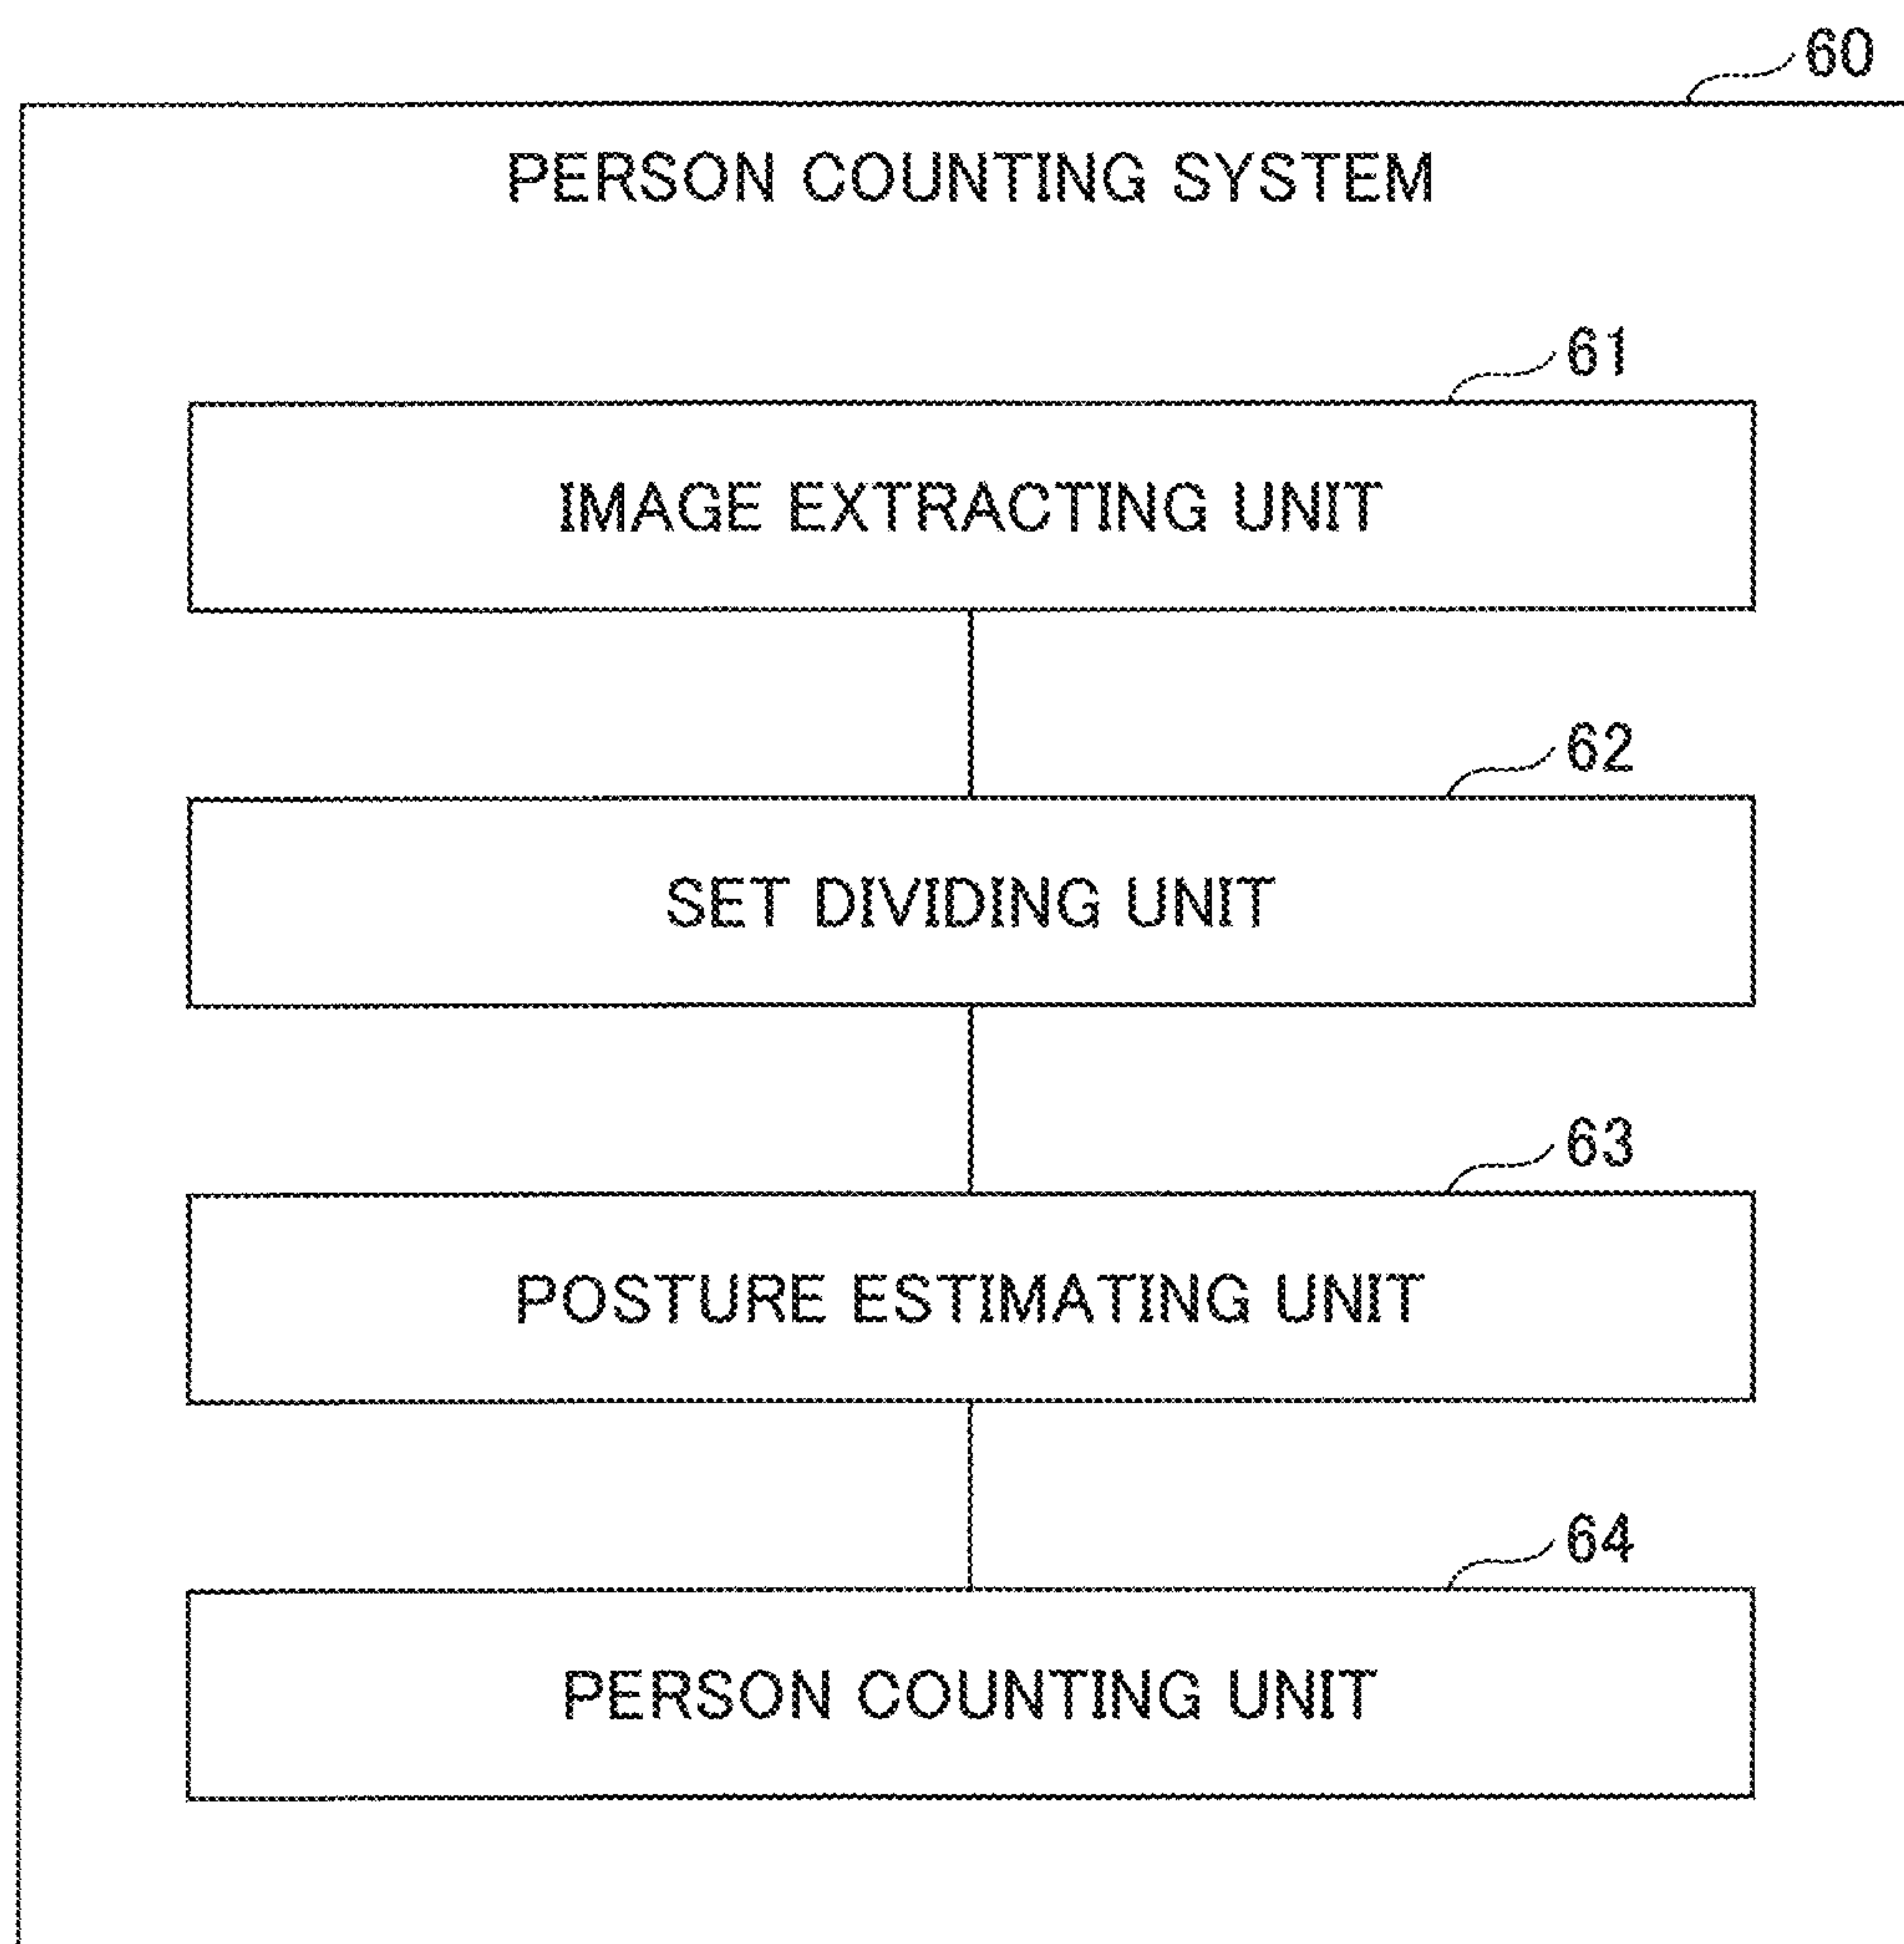 60
PERSON COUNTING SYSTEM
61
IMAGE EXTRACTING UNIT
62
SET DIVIDING UNIT
63
POSTURE ESTIMATING UNIT
64
PERSON COUNTING UNIT